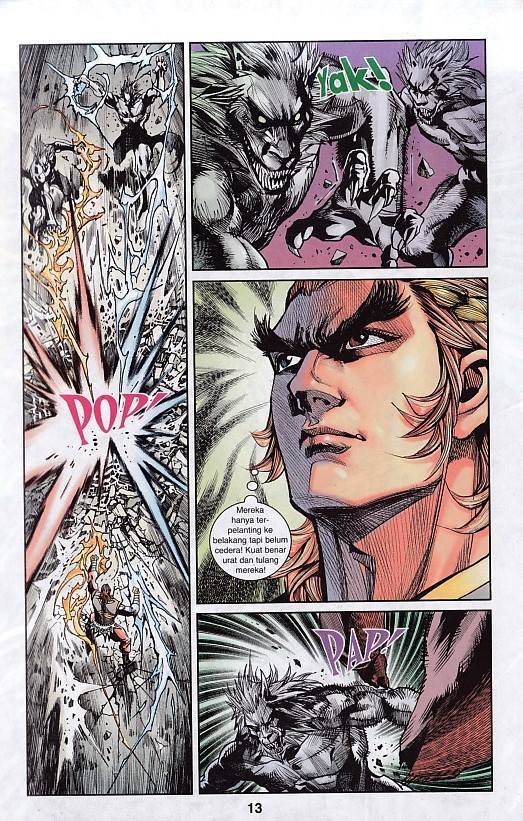 POP!
Yak!
Mereka
hanya ter-
pelanting ke
belakang tapi belum
cedera! Kuat benar
urat dan tulang
mereka!
PAP!
13